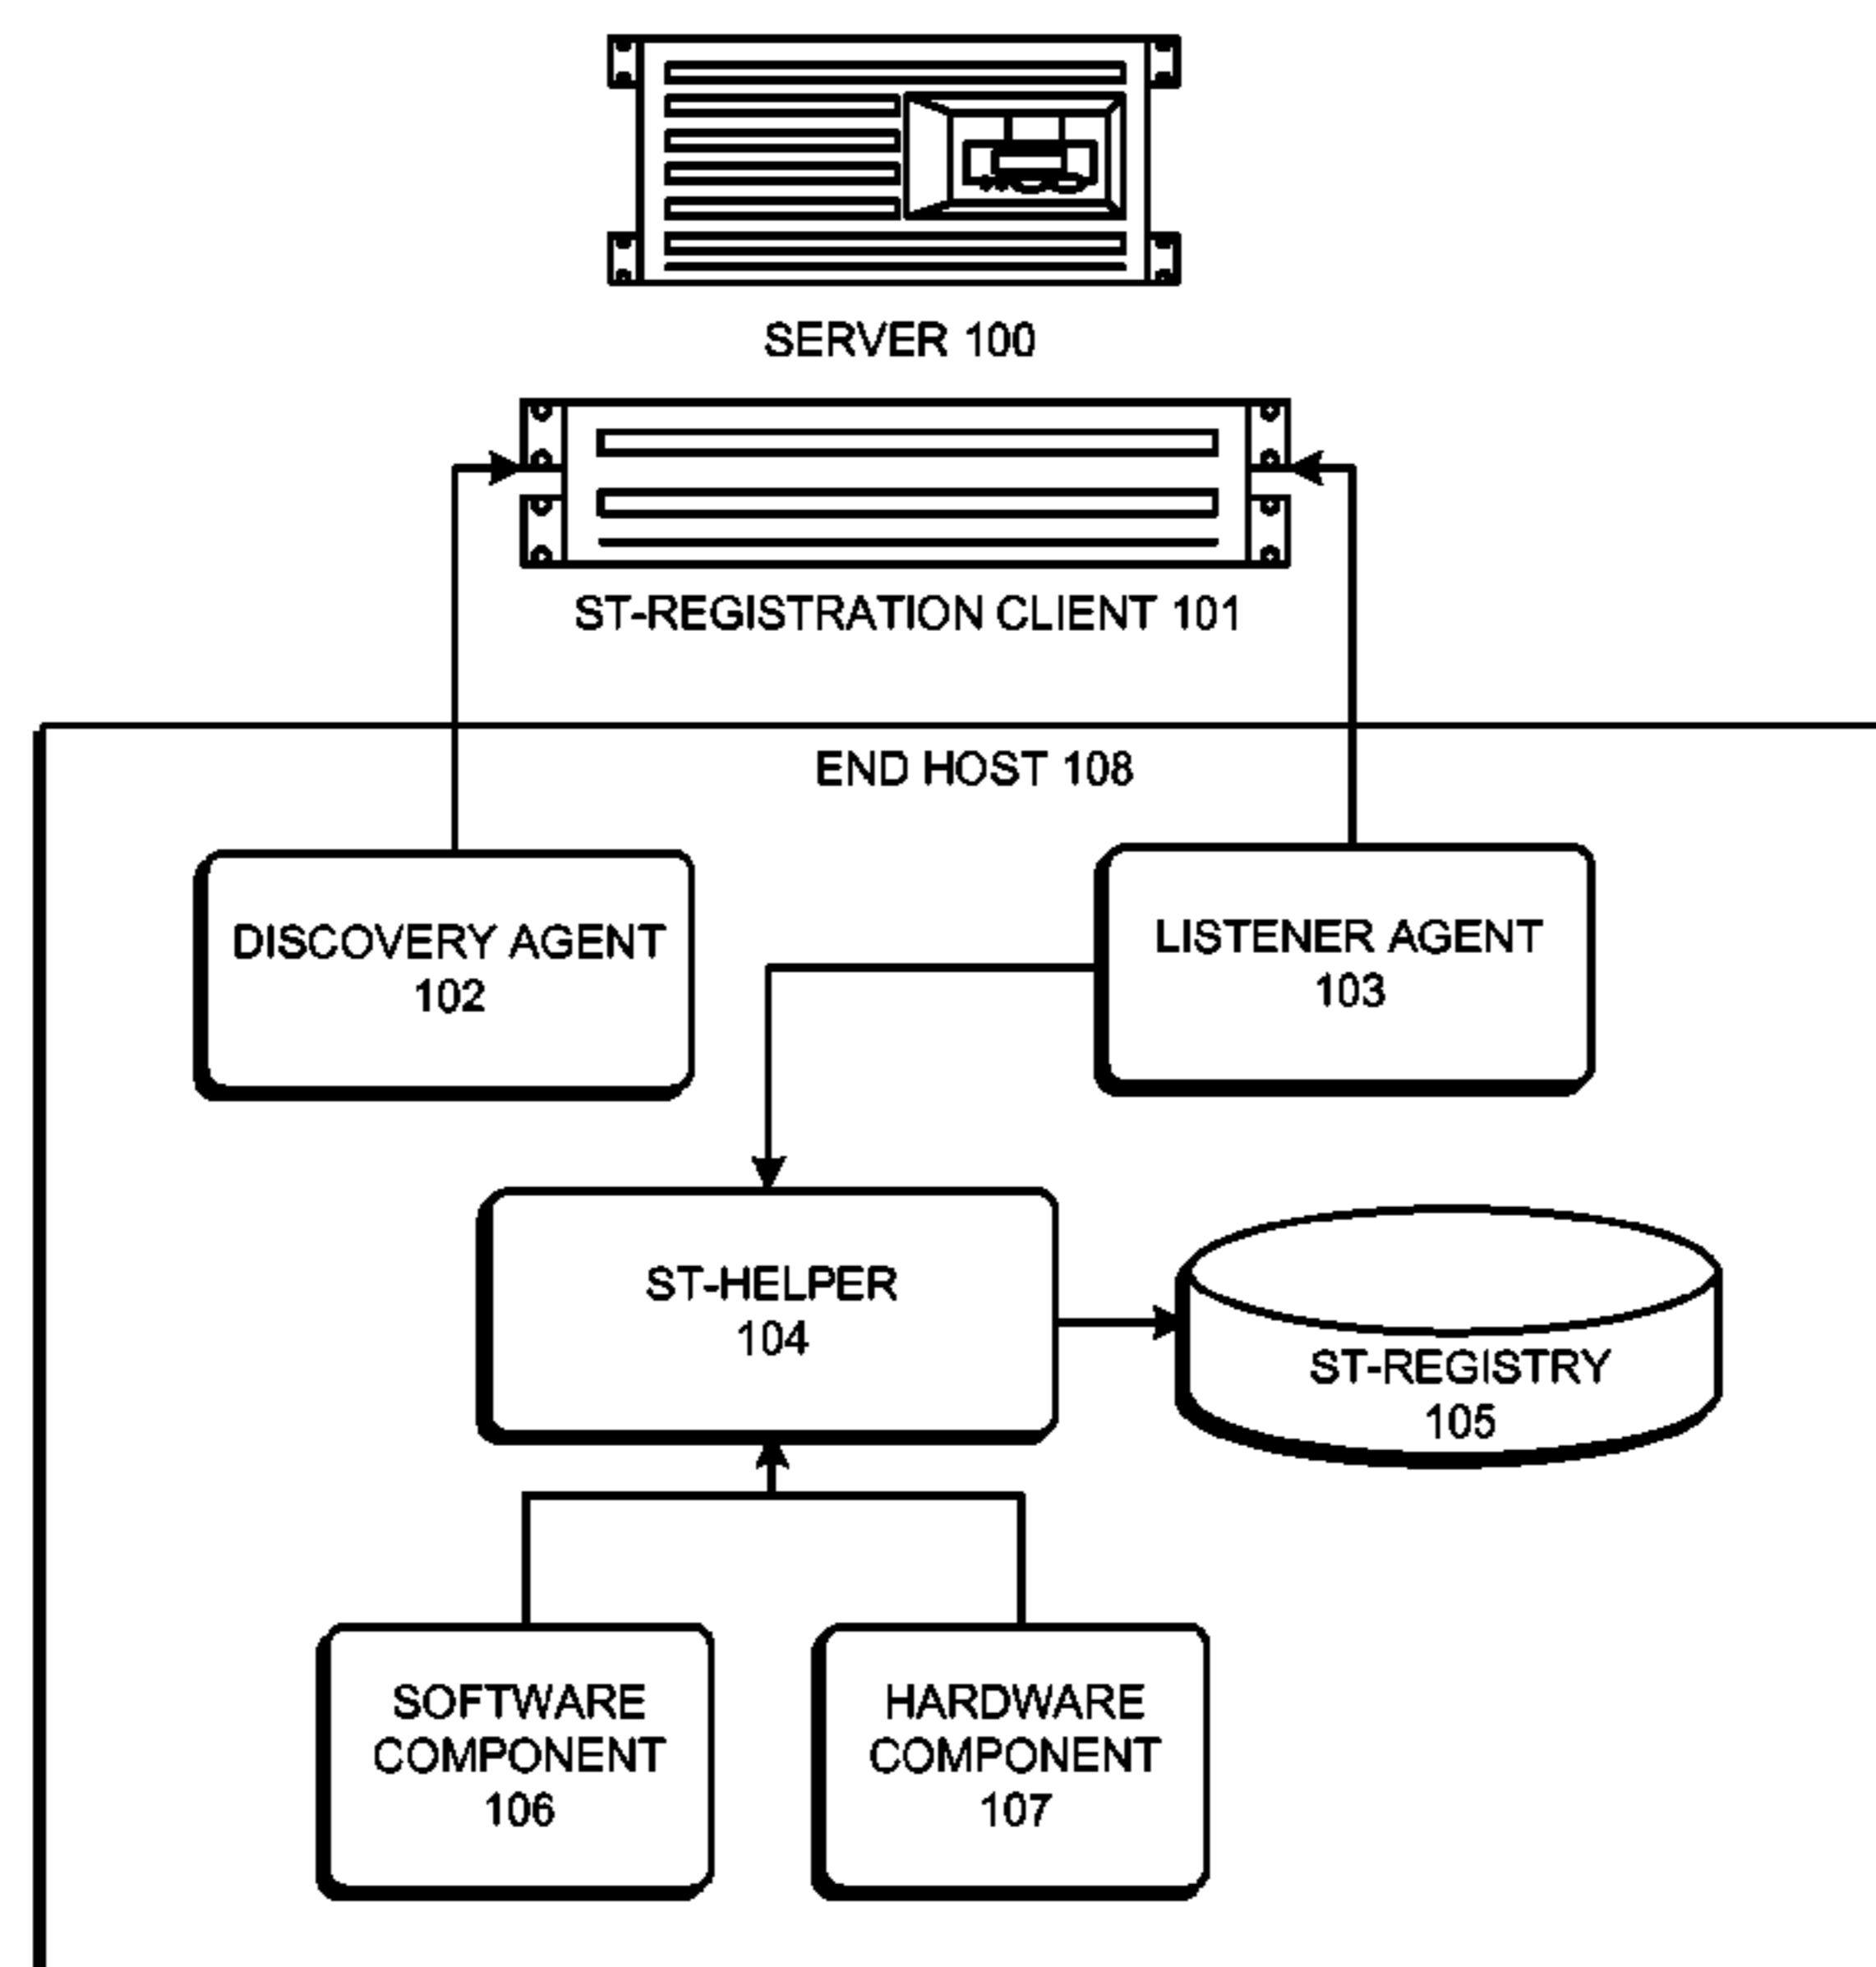 SERVER 100
ST-REGISTRATION CLIENT 101
END HOST 108
DISCOVERY AGENT
102
LISTENER AGENT
103
ST-HELPER
104
ST-REGISTRY
105
SOFTWARE
COMPONENT
106
HARDWARE
COMPONENT
107